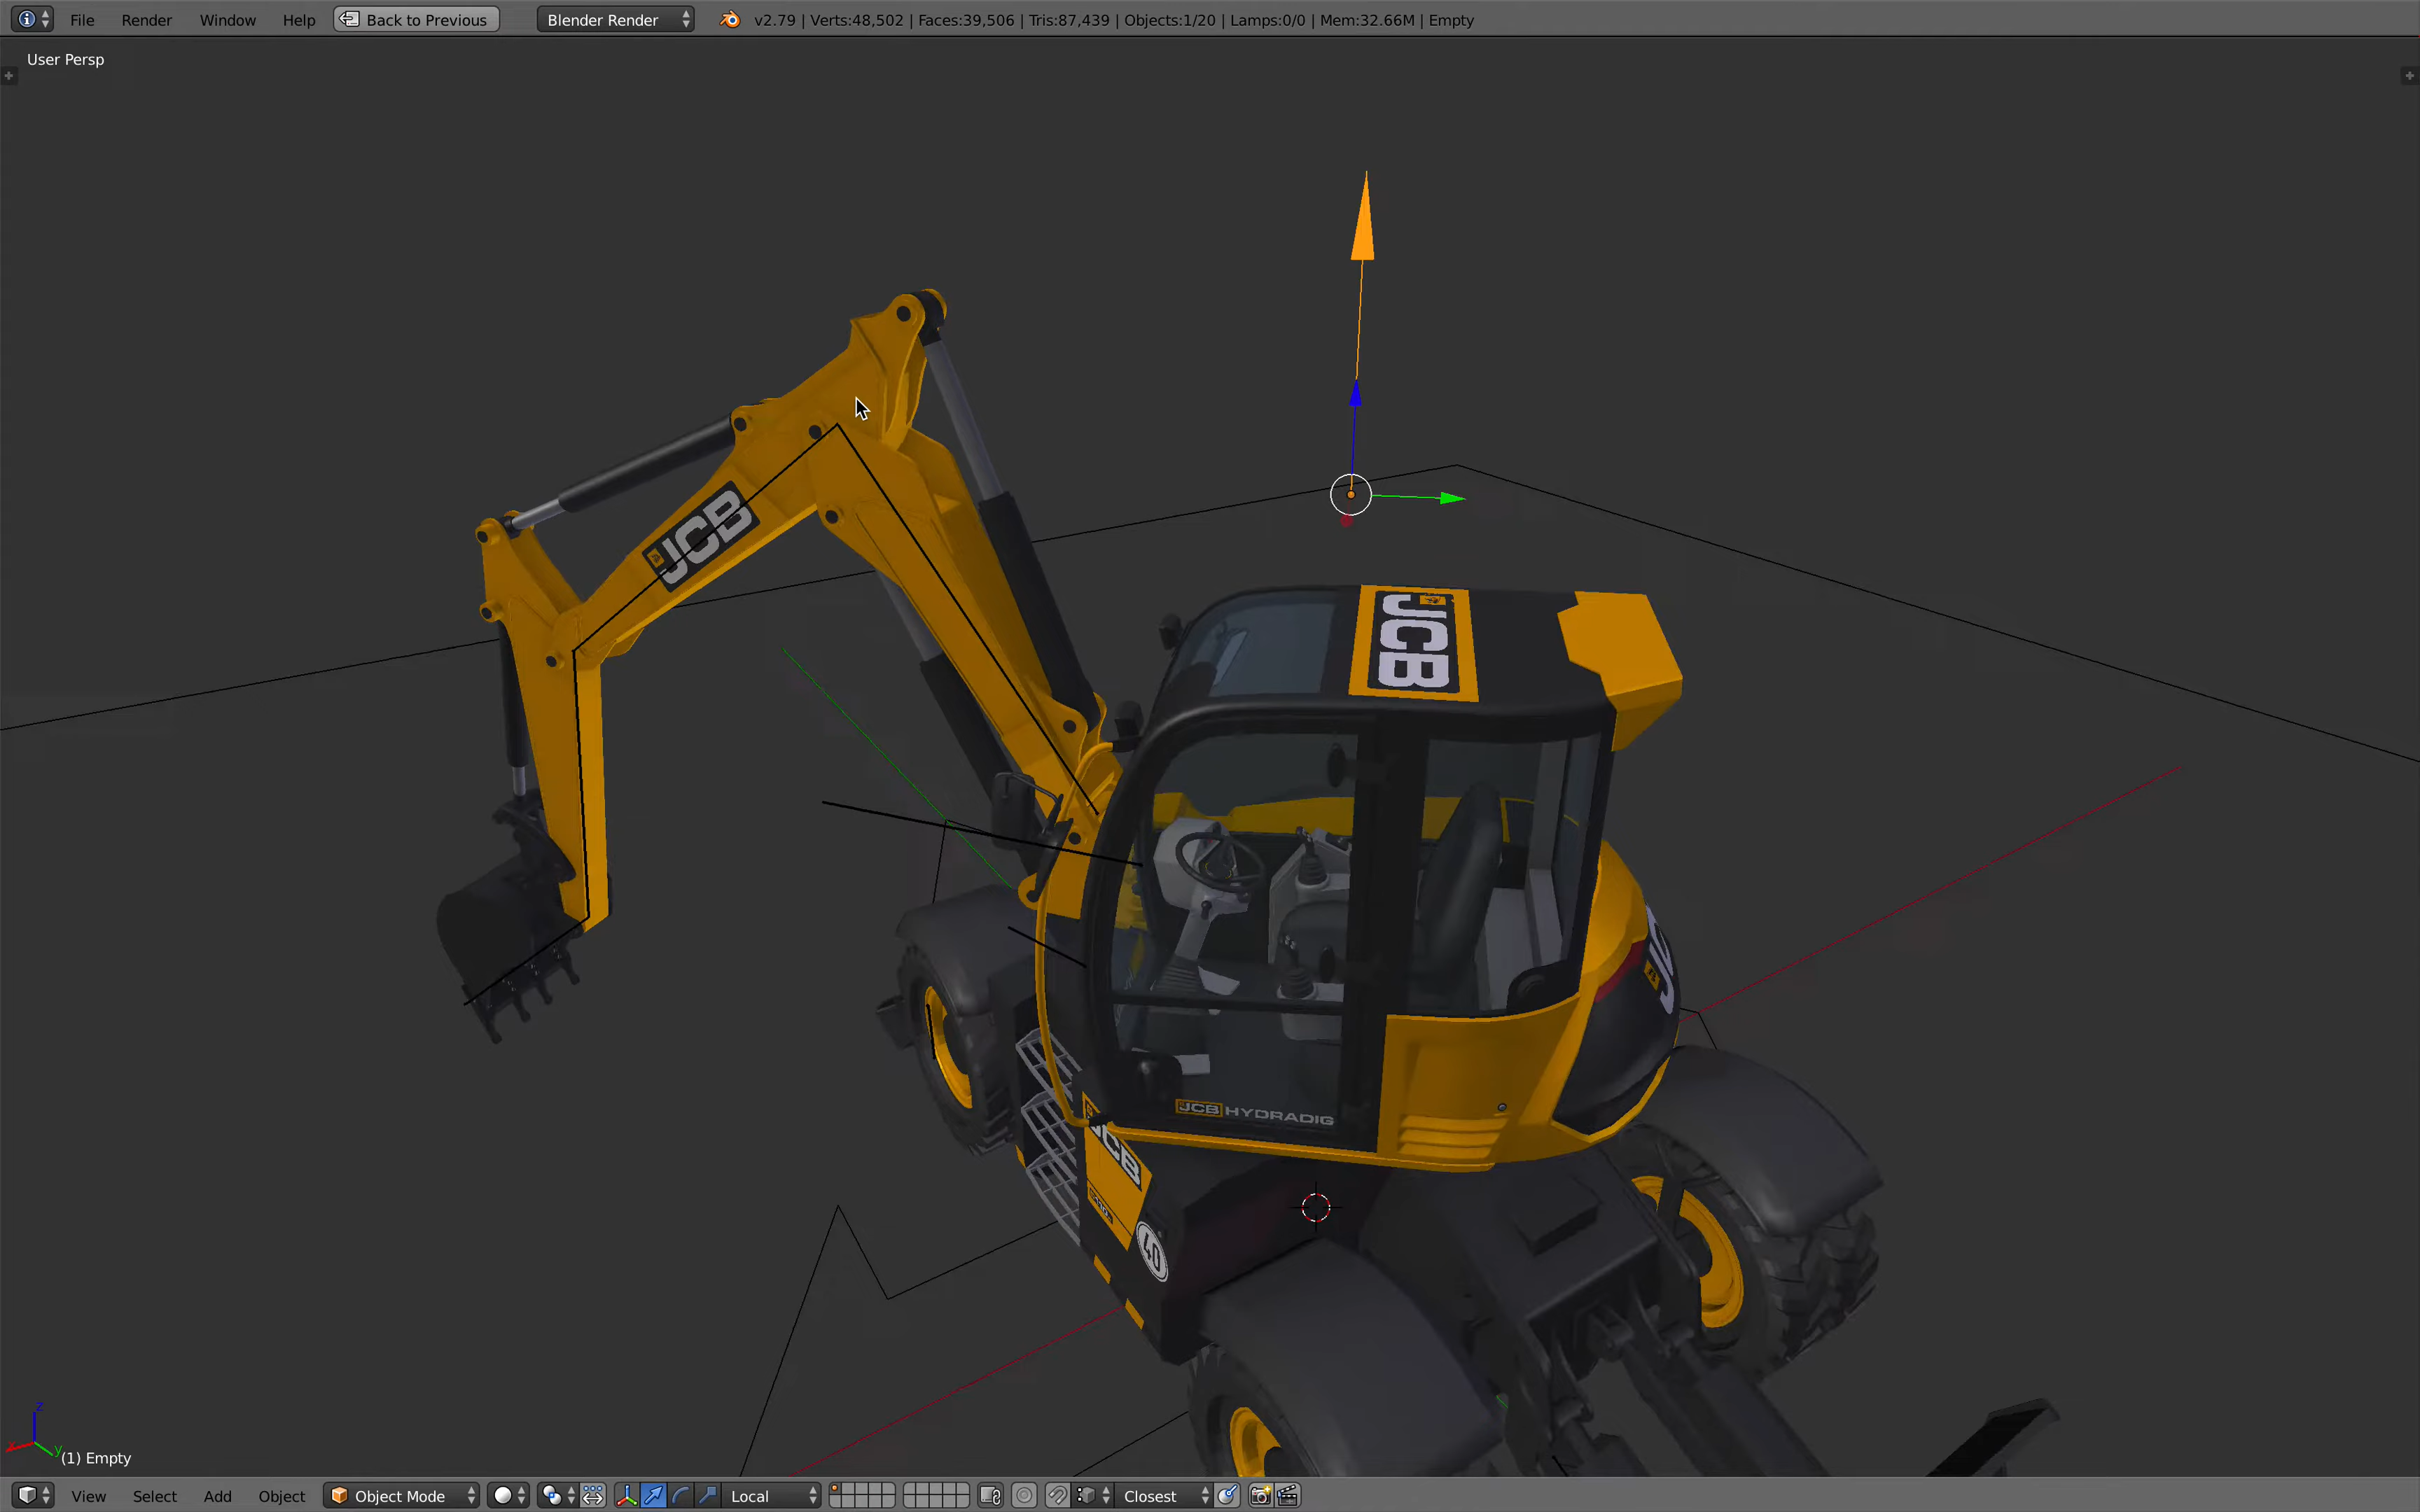 File Render Window Help Back to Previous Blender Render v2.79 | Verts:48,502 | Faces:39,506 | Tris:87,439 | Objects:1/20 | Lamps:0/0 | Mem:32.66M | Empty
User Persp
JCB
JCB
JCB HYDRADIG
JCB
40
z
x
y
(1) Empty
View Select Add Object Object Mode Local Closest